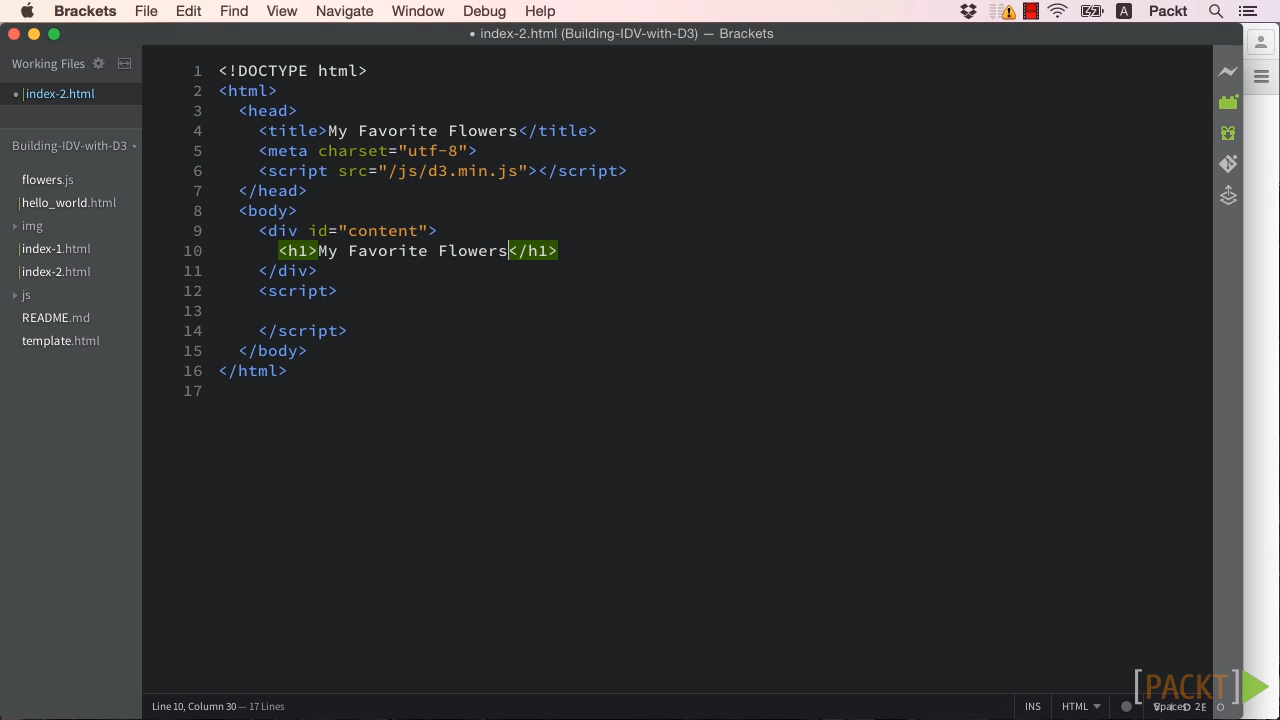 Brackets File Edit Find View Navigate Window Debug Help A Packt
index-2.html (Building-IDV-with-D3) — Brackets
Working Files
index-2.html
Building-IDV-with-D3
flowers.js
hello_world.html
img
index-1.html
index-2.html
js
README.md
template.html
1 <!DOCTYPE html>
2 <html>
3 <head>
4 <title>My Favorite Flowers</title>
5 <meta charset="utf-8">
6 <script src="/js/d3.min.js"></script>
7 </head>
8 <body>
9 <div id="content">
10 <h1>My Favorite Flowers</h1>
11 </div>
12 <script>
13
14 </script>
15 </body>
16 </html>
17
Line 10, Column 30 — 17 Lines
INS HTML Spaces: 2
[PACKT]
VIDEO